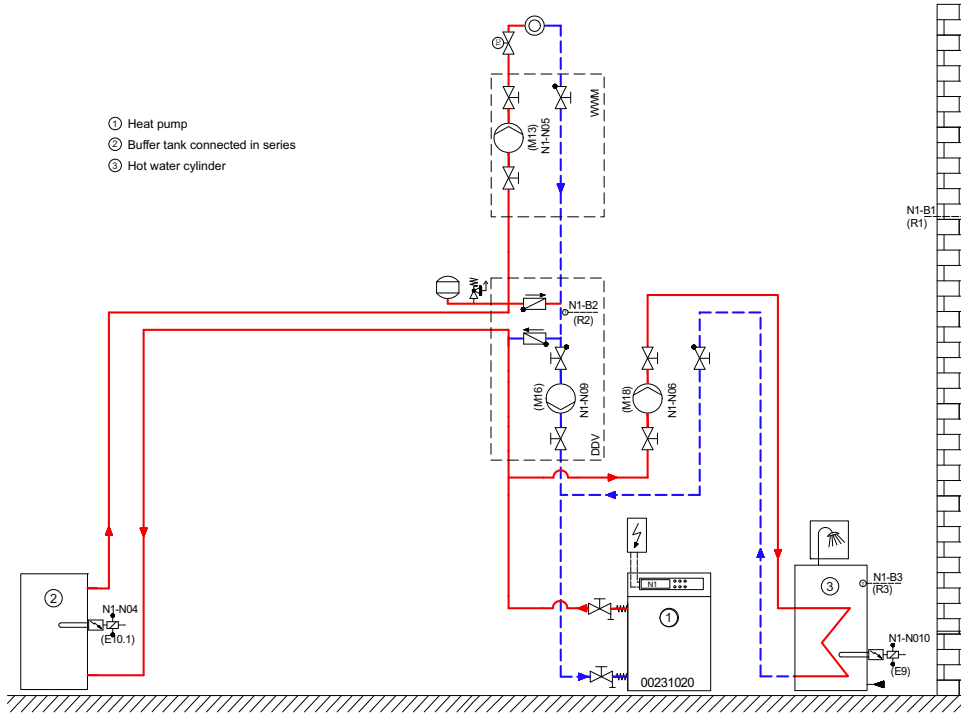 TC
WWM
(M13)
N1-N05
① Heat pump
② Buffer tank connected in series
③ Hot water cylinder
N1-B1
(R1)
N1-B2
(R2)
(M16)
N1-N09
DDV
(M18)
N1-N06
N1
①
00231020
②
N1-N04
(E10.1)
③
T
N1-B3
(R3)
N1-N010
(E9)